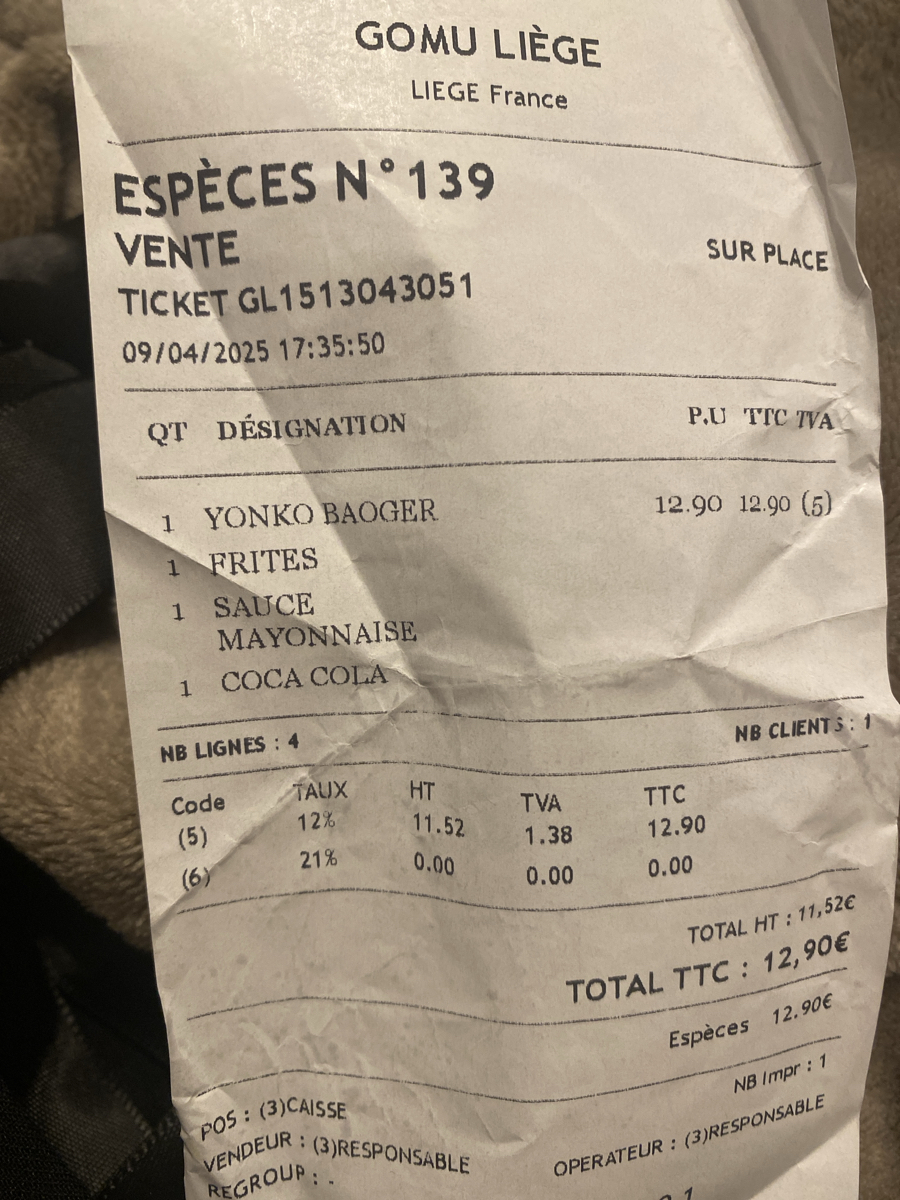 GOMU LIÈGE
LIEGE France
ESPÈCES N°139
VENTE
SUR PLACE
TICKET GL1513043051
09/04/2025 17:35:50
QT DÉSIGNATION P.U TTC TVA
1 YONKO BAOGER 12.90 12.90 (5)
1 FRITES
1 SAUCE
MAYONNAISE
1 COCA COLA
NB LIGNES : 4 NB CLIENTS : 1
Code TAUX HT TVA TTC
(5) 12% 11.52 1.38 12.90
(6) 21% 0.00 0.00 0.00
TOTAL HT : 11,52€
TOTAL TTC : 12,90€
Espèces 12.90€
NB Impr : 1
POS : (3)CAISSE
VENDEUR : (3)RESPONSABLE OPERATEUR : (3)RESPONSABLE
REGROUP : -